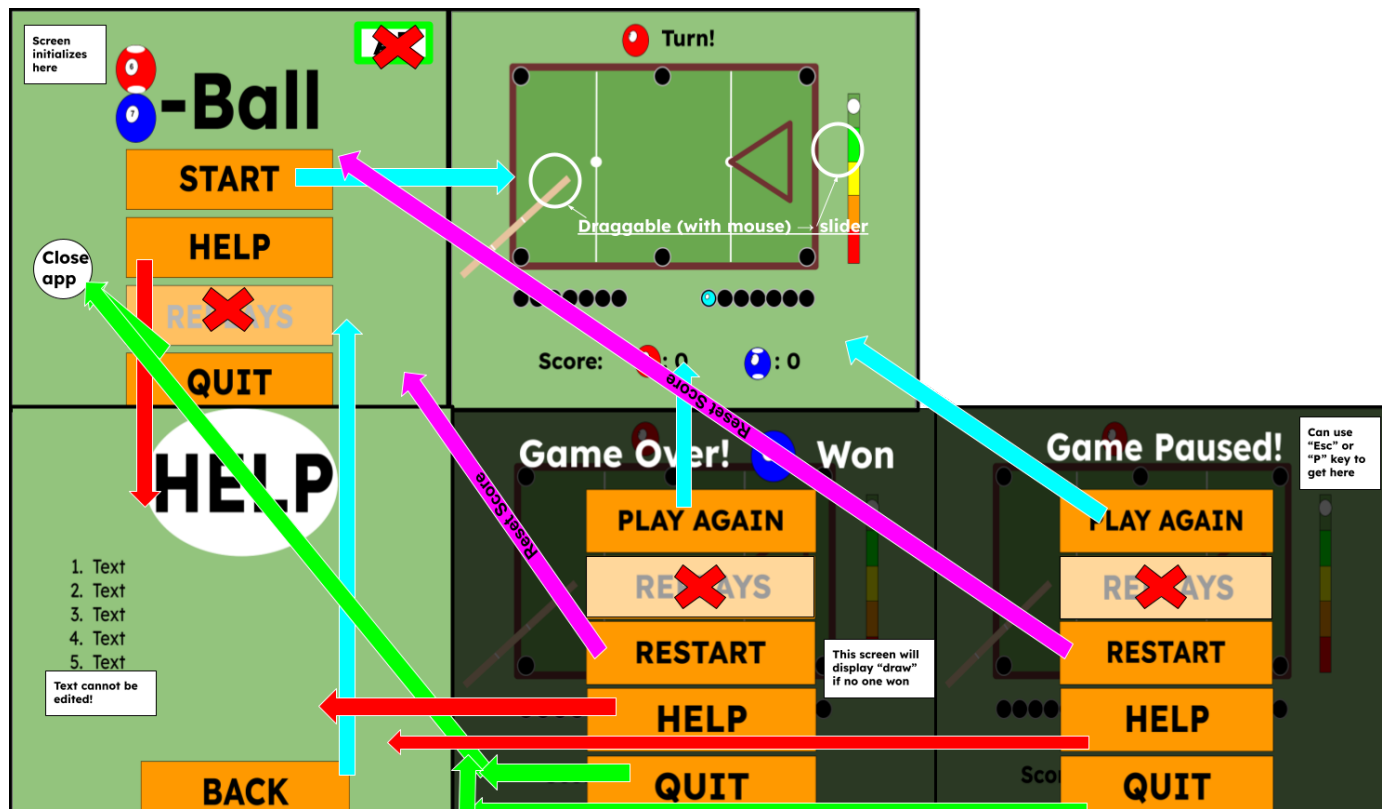 Screen
initializes
here
6
7
-Ball
START
HELP
Close
app
QUIT
Turn!
Draggable (with mouse) → slider
Score: : 0 : 0
HELP
1. Text
2. Text
3. Text
4. Text
5. Text
Text cannot be
edited!
BACK
Reset Score
Reset Score
Game Over! Won
PLAY AGAIN
RESTART
HELP
QUIT
This screen will
display “draw”
if no one won
Game Paused!
Can use
“Esc” or
“P” key to
get here
PLAY AGAIN
RESTART
HELP
QUIT